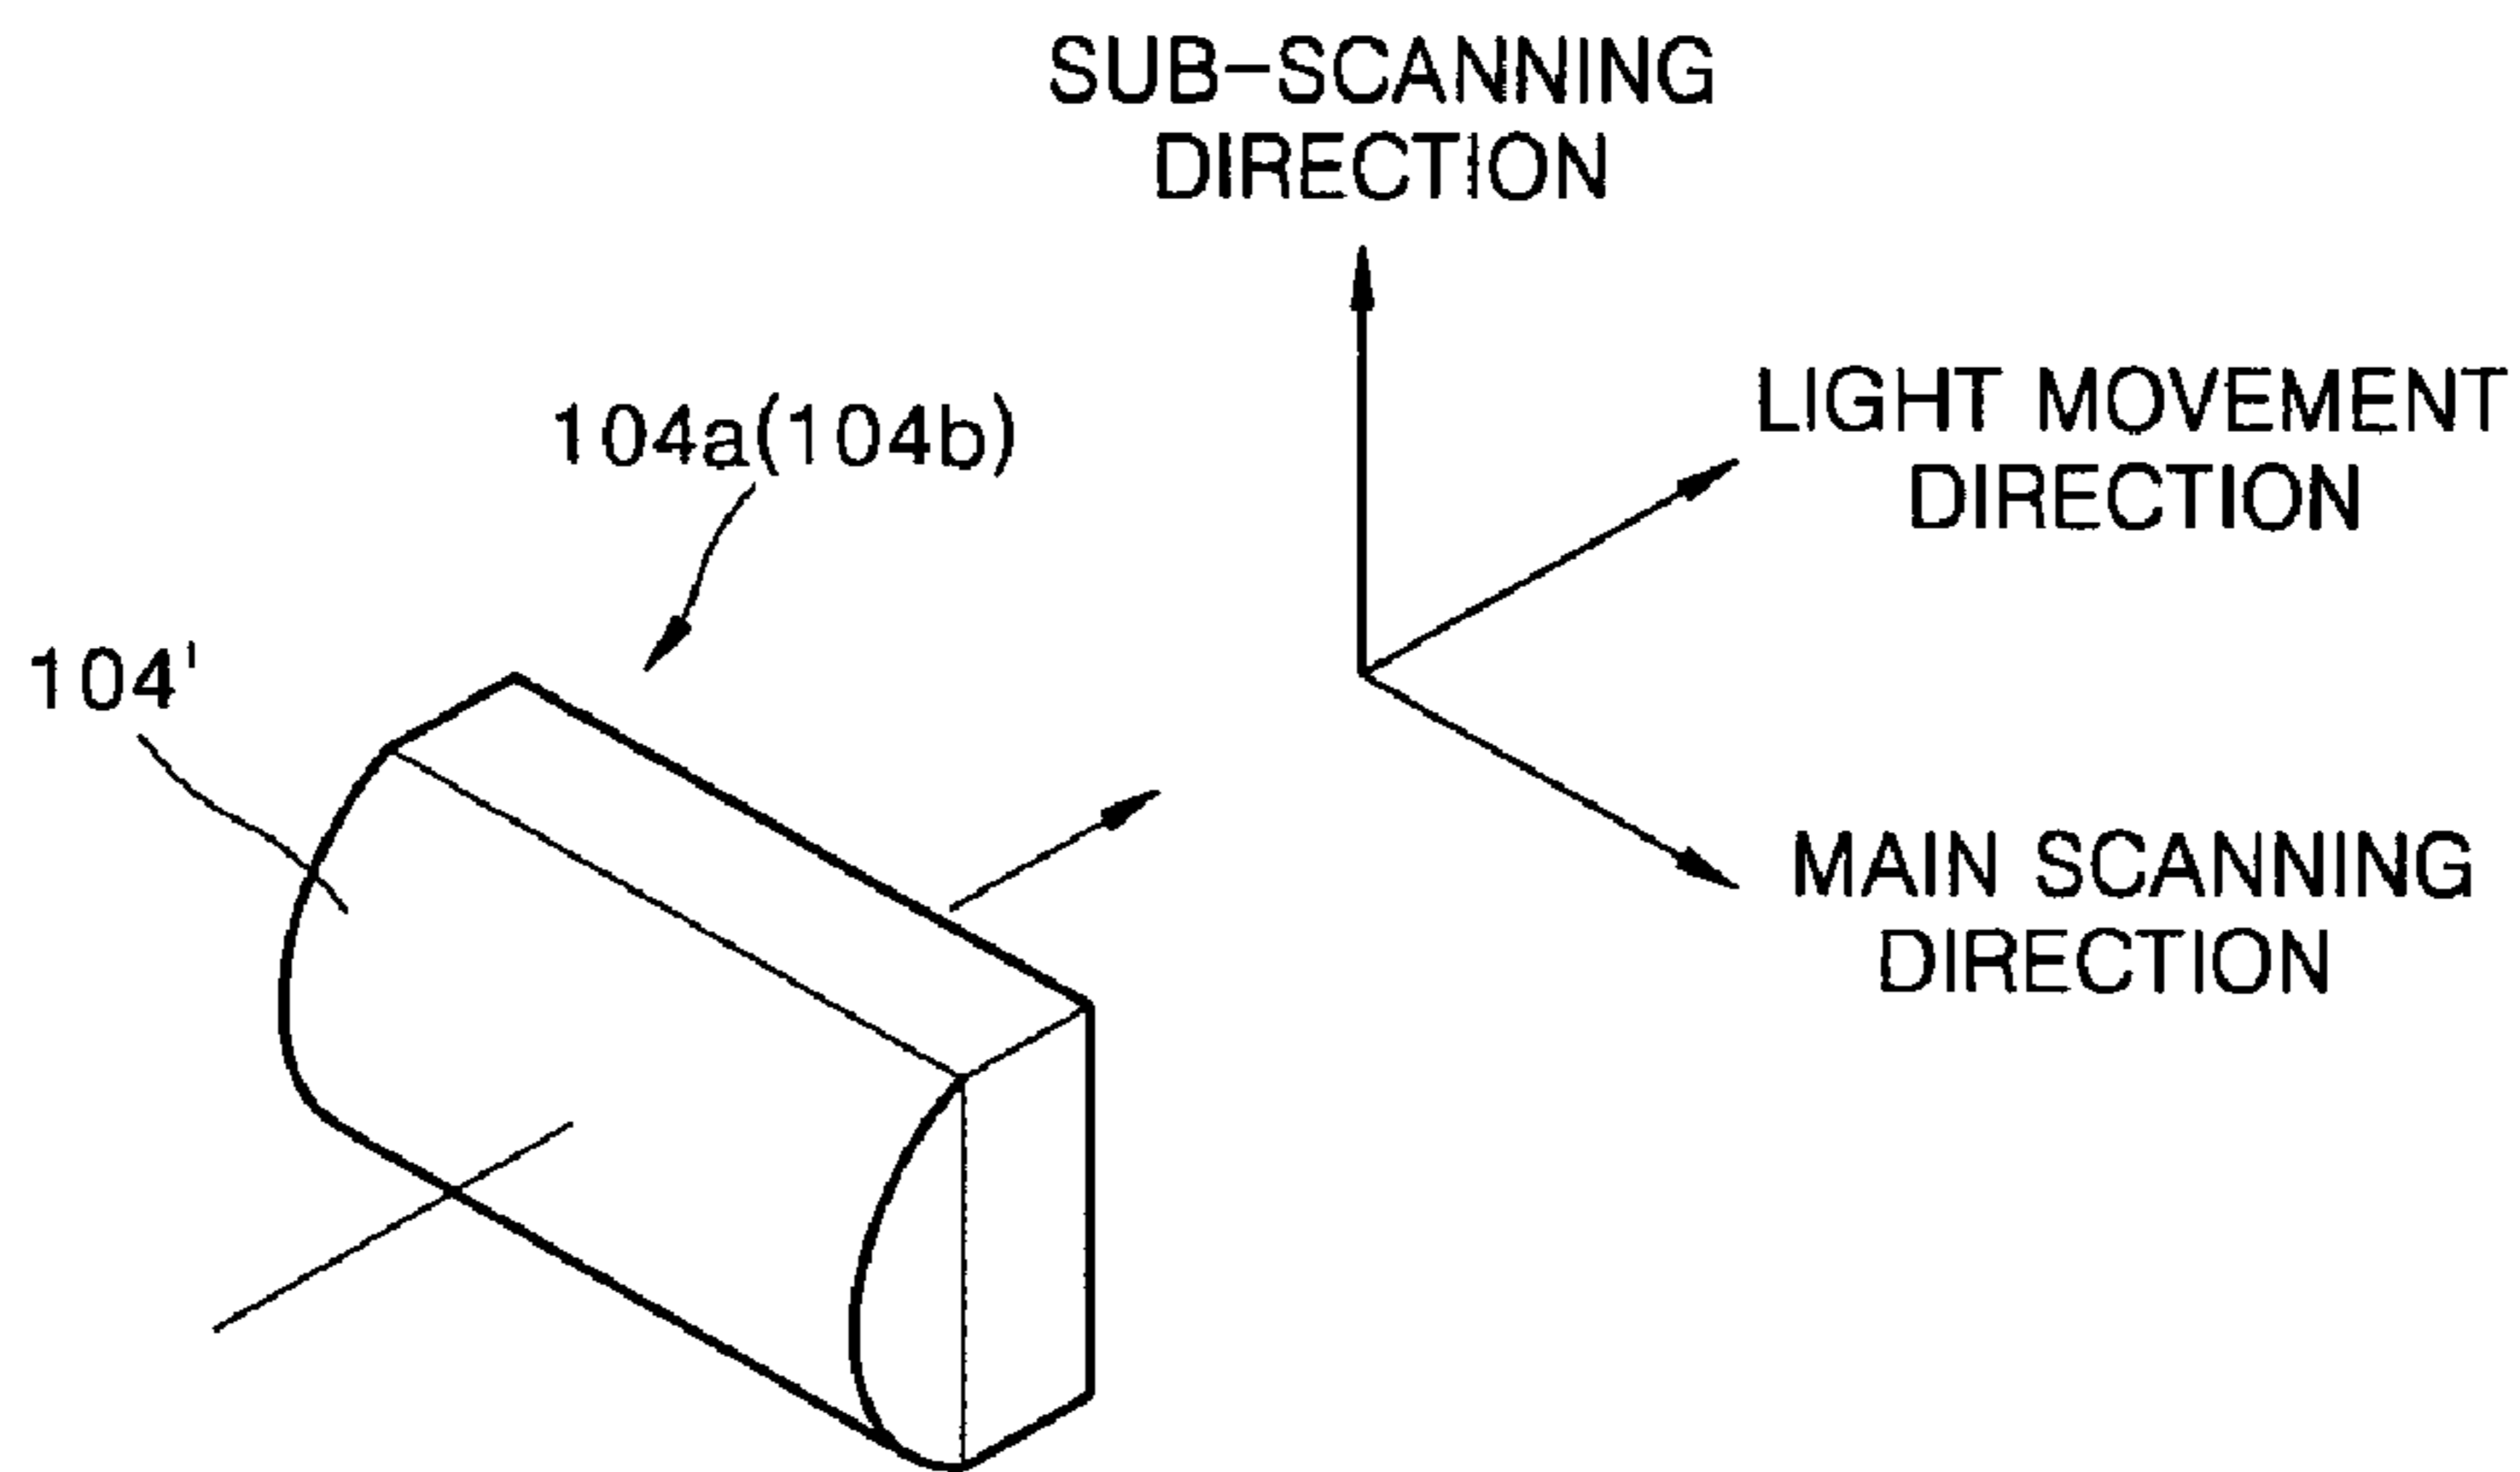 SUB-SCANNING
DIRECTION
LIGHT MOVEMENT
DIRECTION
104a(104b)
104'
MAIN SCANNING
DIRECTION